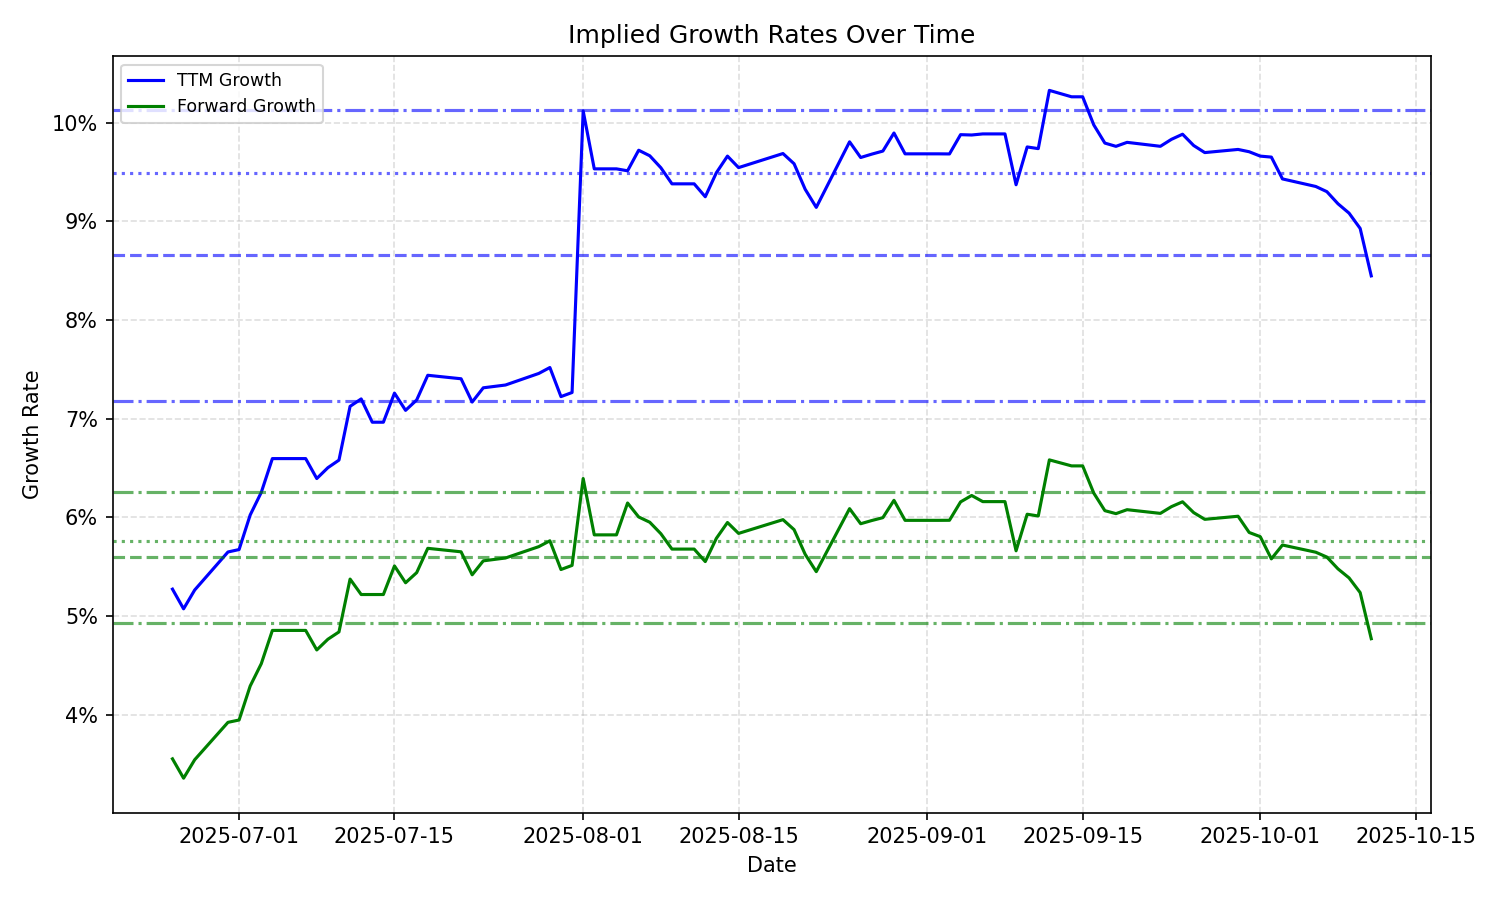 Implied Growth Rates Over Time
TTM Growth
Forward Growth
10%
9%
8%
7%
6%
5%
4%
Growth Rate
2025-07-01 2025-07-15 2025-08-01 2025-08-15 2025-09-01 2025-09-15 2025-10-01 2025-10-15
Date